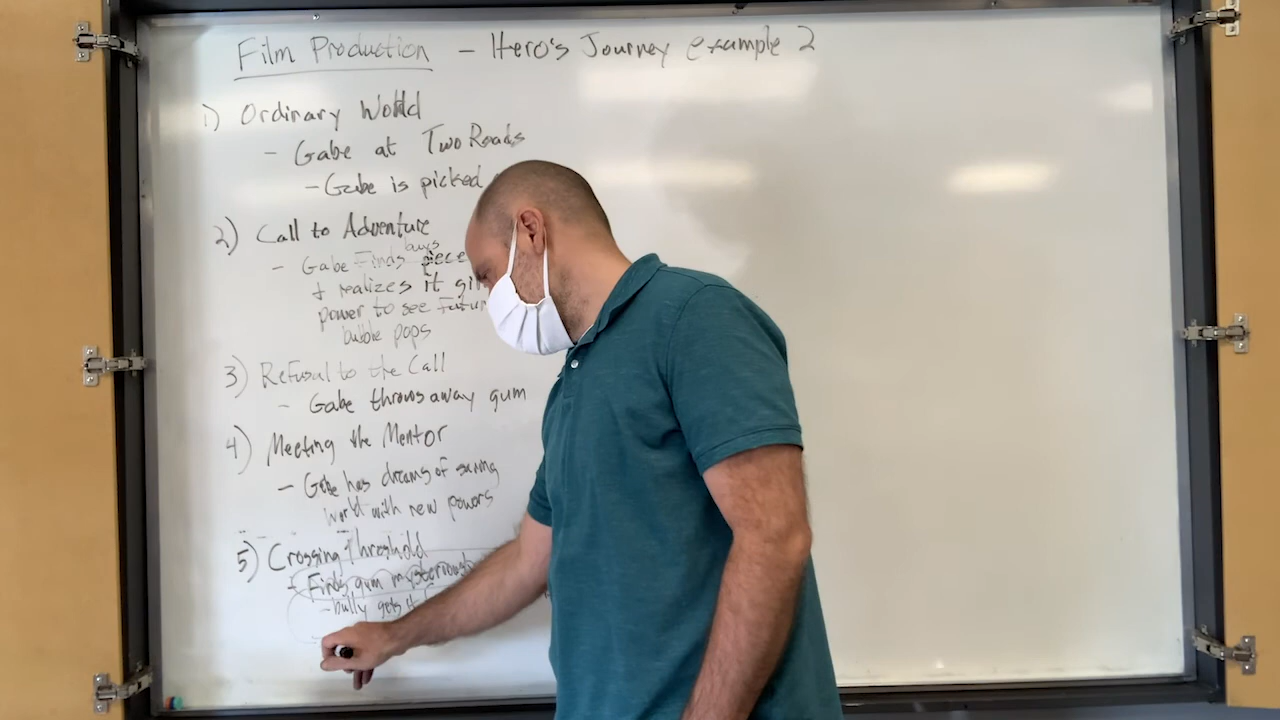 Film Production - Hero's Journey example 2
1) Ordinary World
- Gabe at Two Roads
- Gabe is picked
2) Call to Adventure
buys
- Gabe finds piece
+ realizes it
power to see
bubble pops
3) Refusal to the Call
- Gabe throws away gum
4) Meeting the Mentor
- Gabe has dreams of saving
world with new powers
5) Crossing Threshold
+ Finds gum mysteriously
- bully gets it